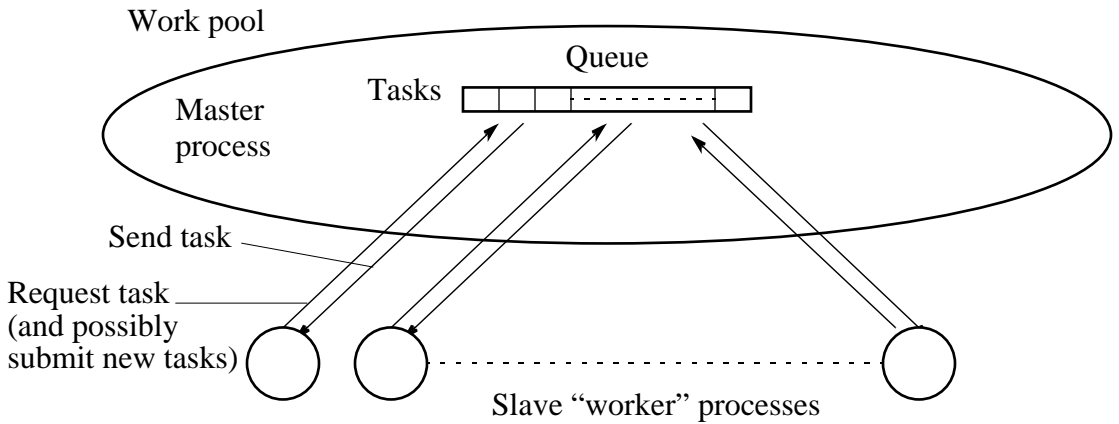 Work pool
Queue
Tasks
Master
process
Send task
Request task
(and possibly
submit new tasks)
Slave “worker” processes